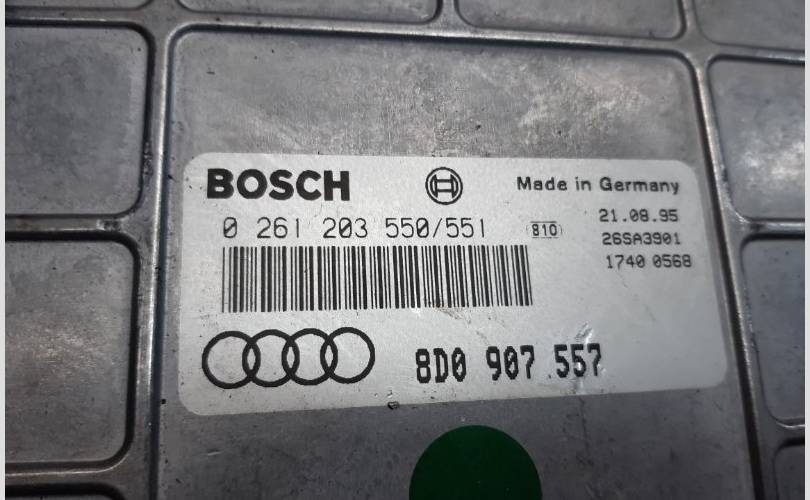 BOSCH
Made in Germany
0 261 203 550/551
810
21.08.95
26SA3901
1740 0568
8D0 907 557